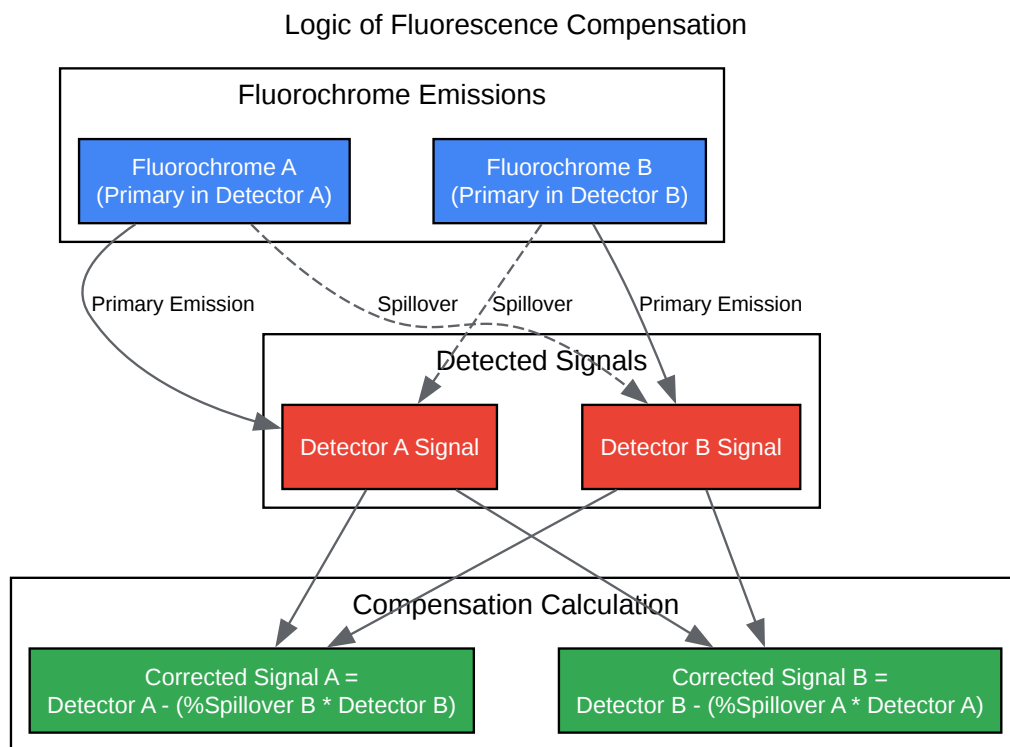 Logic of Fluorescence Compensation
Fluorochrome Emissions
Fluorochrome A
(Primary in Detector A)
Fluorochrome B
(Primary in Detector B)
Primary Emission
Spillover
Spillover
Primary Emission
Detected Signals
Detector A Signal
Detector B Signal
Compensation Calculation
Corrected Signal A =
Detector A - (%Spillover B * Detector B)
Corrected Signal B =
Detector B - (%Spillover A * Detector A)